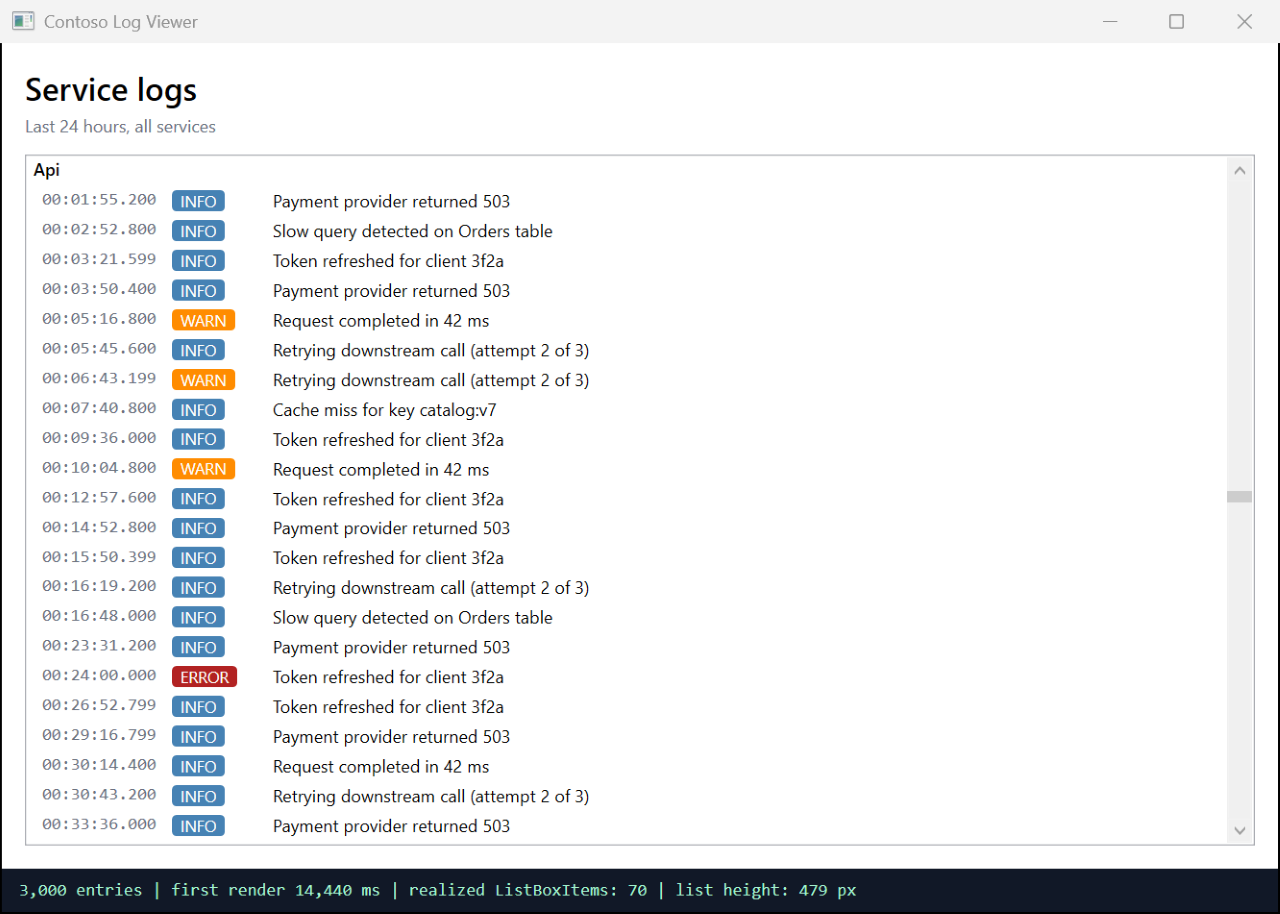 Contoso Log Viewer
Service logs
Last 24 hours, all services
Api
00:01:55.200 INFO Payment provider returned 503
00:02:52.800 INFO Slow query detected on Orders table
00:03:21.599 INFO Token refreshed for client 3f2a
00:03:50.400 INFO Payment provider returned 503
00:05:16.800 WARN Request completed in 42 ms
00:05:45.600 INFO Retrying downstream call (attempt 2 of 3)
00:06:43.199 WARN Retrying downstream call (attempt 2 of 3)
00:07:40.800 INFO Cache miss for key catalog:v7
00:09:36.000 INFO Token refreshed for client 3f2a
00:10:04.800 WARN Request completed in 42 ms
00:12:57.600 INFO Token refreshed for client 3f2a
00:14:52.800 INFO Payment provider returned 503
00:15:50.399 INFO Token refreshed for client 3f2a
00:16:19.200 INFO Retrying downstream call (attempt 2 of 3)
00:16:48.000 INFO Slow query detected on Orders table
00:23:31.200 INFO Payment provider returned 503
00:24:00.000 ERROR Token refreshed for client 3f2a
00:26:52.799 INFO Token refreshed for client 3f2a
00:29:16.799 INFO Payment provider returned 503
00:30:14.400 INFO Request completed in 42 ms
00:30:43.200 INFO Retrying downstream call (attempt 2 of 3)
00:33:36.000 INFO Payment provider returned 503
3,000 entries | first render 14,440 ms | realized ListBoxItems: 70 | list height: 479 px